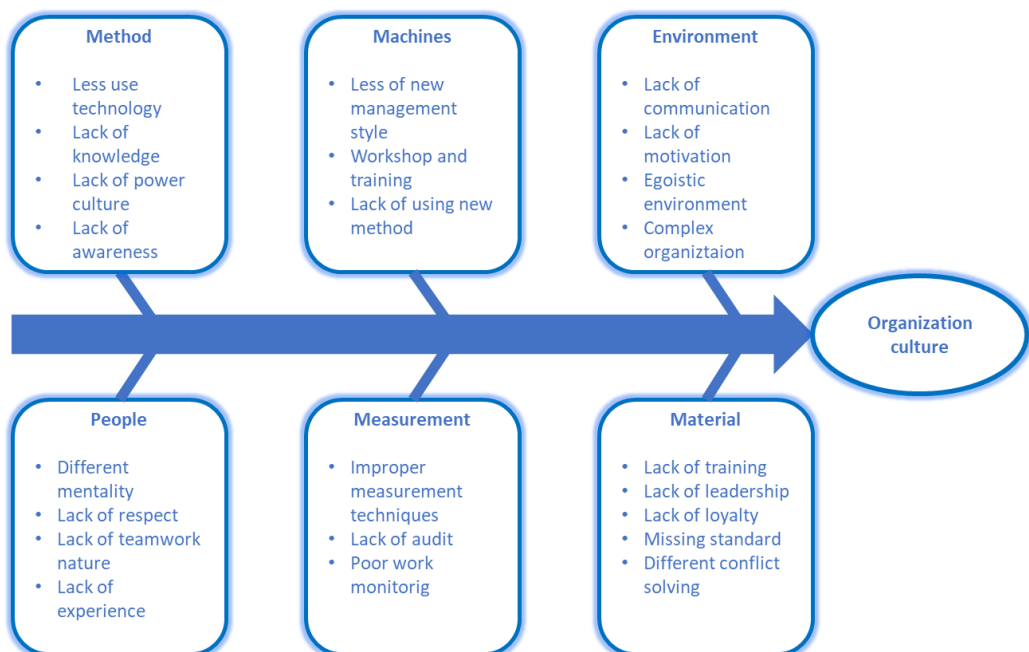 Method
• Less use
technology
• Lack of
knowledge
• Lack of power
culture
• Lack of
awareness
Machines
• Less of new
management
style
• Workshop and
training
• Lack of using new
method
Environment
• Lack of
communication
• Lack of
motivation
• Egoistic
environment
• Complex
organiztaion
Organization
culture
People
• Different
mentality
• Lack of respect
• Lack of teamwork
nature
• Lack of
experience
Measurement
• Improper
measurement
techniques
• Lack of audit
• Poor work
monitorig
Material
• Lack of training
• Lack of leadership
• Lack of loyalty
• Missing standard
• Different conflict
solving